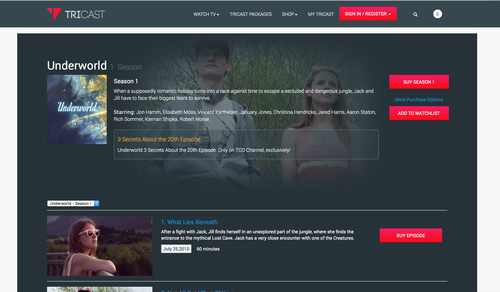 TRICAST
WATCH TV
TRICAST PACKAGES
SHOP
MY TRICAST
SIGN IN / REGISTER
0
Underworld 1 Season
Underworld
Season 1
When a supposedly romantic holiday turns into a race against time to escape a secluded and dangerous jungle, Jack and
Jill have to face their biggest fears to survive.
Starring: Jon Hamm, Elisabeth Moss, Vincent Kartheiser, January Jones, Christina Hendricks, Jared Harris, Aaron Staton,
Rich Sommer, Kiernan Shipka, Robert Morse
3 Secrets About the 20th Episode
Underworld 3 Secrets About the 20th Episode. Only on TCO Channel, exclusively!
BUY SEASON 1
More Purchase Options
ADD TO WATCHLIST
Underworld - Season 1
1. What Lies Beneath
After a fight with Jack, Jill finds herself in an unexplored part of the jungle, where she finds the
entrance to the mythical Lost Cave. Jack has a very close encounter with one of the Creatures.
July 25,2010 60 minutes
BUY EPISODE